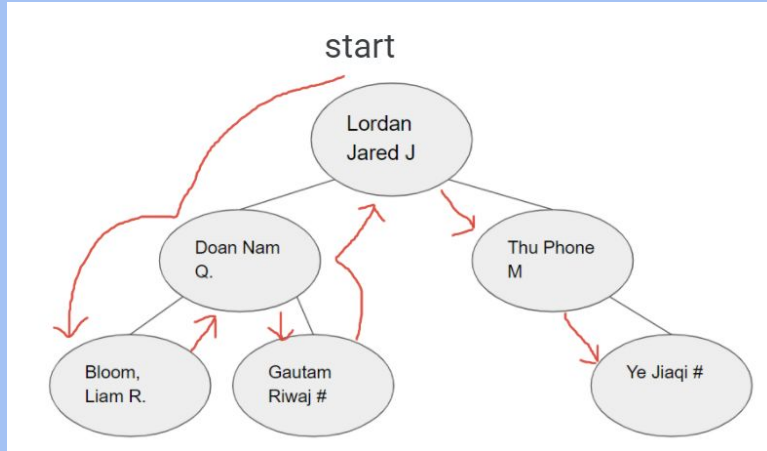 start
Lordan
Jared J
Doan Nam
Q.
Thu Phone
M
Bloom,
Liam R.
Gautam
Riwaj #
Ye Jiaqi #